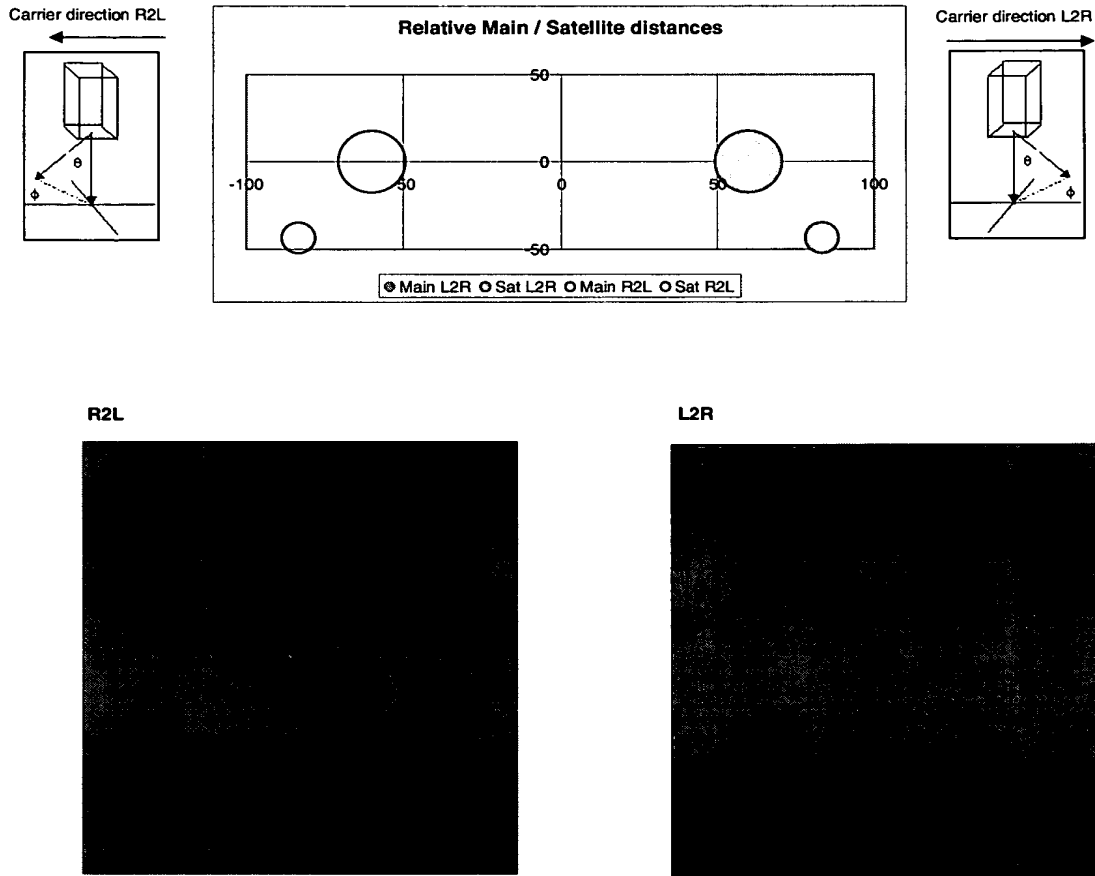 Carrier direction R2L
θ
ϕ
Relative Main / Satellite distances
50
0
-100
-50
0
50
100
-50
Main L2R Sat L2R Main R2L Sat R2L
Carrier direction L2R
θ
ϕ
R2L
L2R